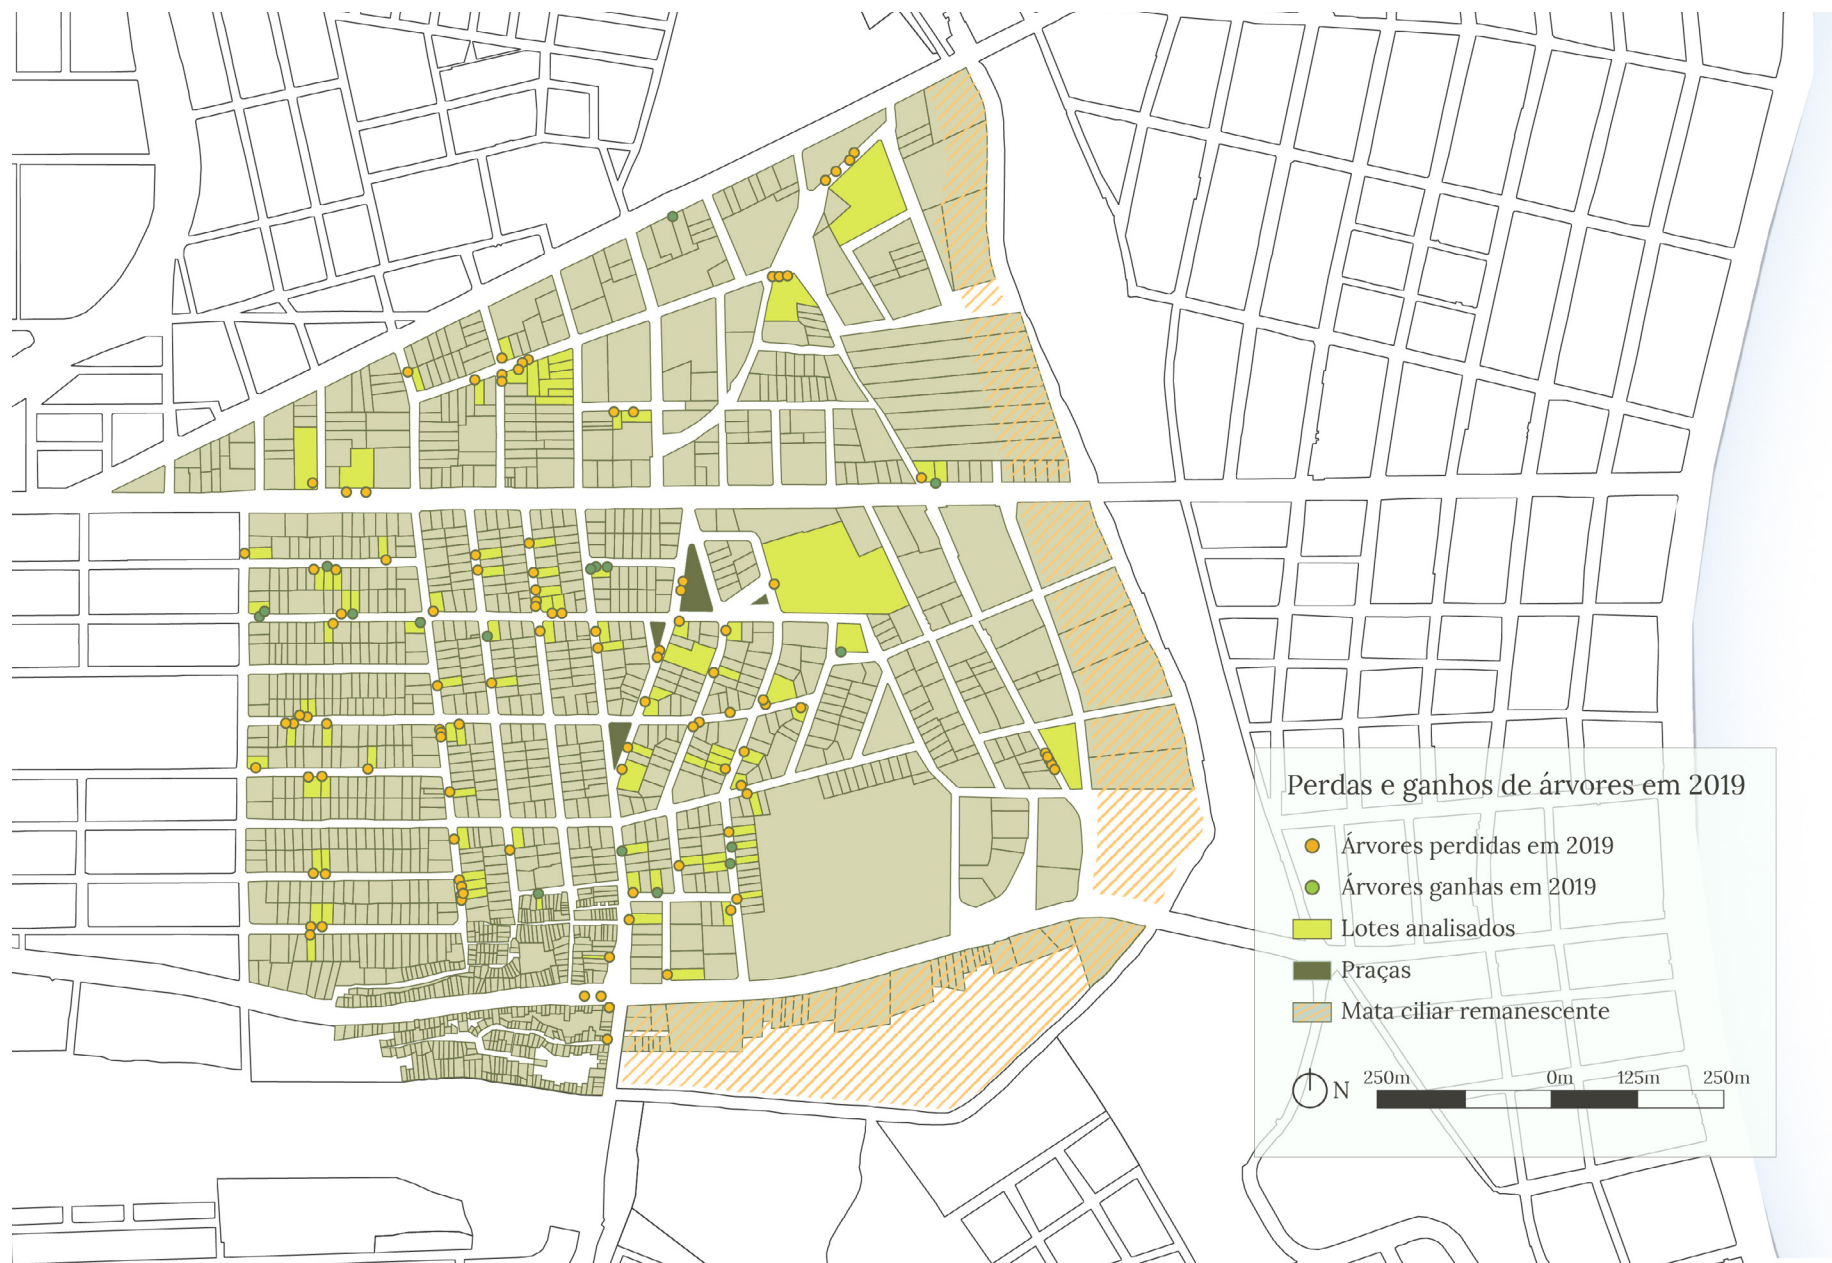 Perdas e ganhos de árvores em 2019
Árvores perdidas em 2019
Árvores ganhas em 2019
Lotes analisados
Praças
Mata ciliar remanescente
N
250m 0m 125m 250m